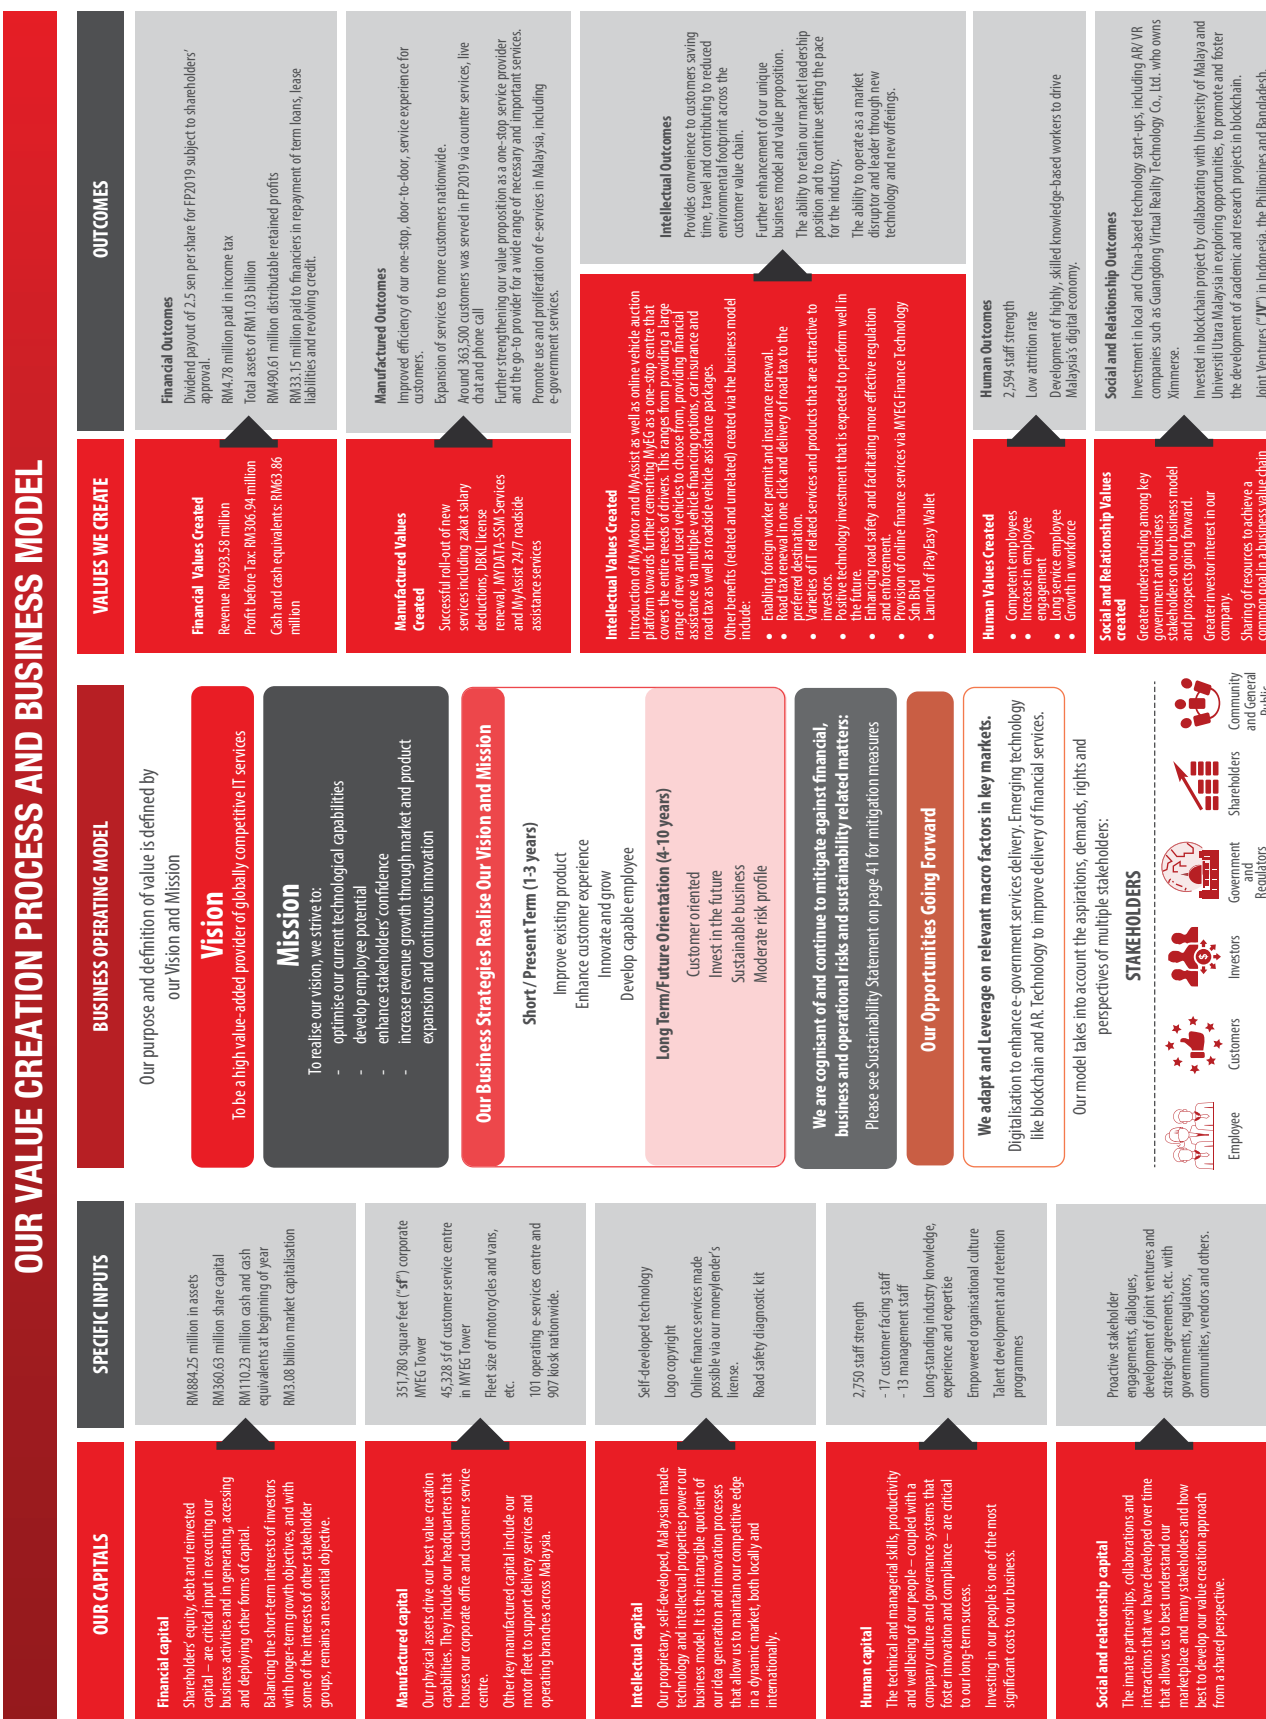 OUR VALUE CREATION PROCESS AND BUSINESS MODEL
OUR CAPITALS
Financial capital
Shareholders' equity, debt and reinvested
capital – are critical input in executing our
business activities and in generating, accessing
and deploying other forms of capital.
Balancing the short-term interests of investors
with longer-term growth objectives, and with
some of the interests of other stakeholder
groups, remains an essential objective.
Manufactured capital
Our physical assets drive our best value creation
capabilities. They include our headquarters that
houses our corporate office and customer service
centre.
Other key manufactured capital include our
motor fleet to support delivery services and
operating branches across Malaysia.
Intellectual capital
Our proprietary, self-developed, Malaysian made
technology and intellectual properties power our
business model. It is the intangible quotient of
our idea generation and innovation processes
that allow us to maintain our competitive edge
in a dynamic market, both locally and
internationally.
Human capital
The technical and managerial skills, productivity
and wellbeing of our people – coupled with a
company culture and governance systems that
foster innovation and compliance – are critical
to our long-term success.
Investing in our people is one of the most
significant costs to our business.
Social and relationship capital
The innate partnerships, collaborations and
interactions that we have developed over time
that allows us to best understand our
marketplace and many stakeholders and how
best to develop our value creation approach
from a shared perspective.
SPECIFIC INPUTS
RM884.25 million in assets
RM360.63 million share capital
RM110.23 million cash and cash
equivalents at beginning of year
RM3.08 billion market capitalisation
351,780 square feet ("sf") corporate
MYEG Tower
45,328 sf of customer service centre
in MYEG Tower
Fleet size of motorcycles and vans,
etc.
101 operating e-services centre and
907 kiosk nationwide.
Self-developed technology
Logo copyright
Online finance services made
possible via our moneylender's
license.
Road safety diagnostic kit
2,750 staff strength
- 17 customer facing staff
- 13 management staff
Long-standing industry knowledge,
experience and expertise
Empowered organisational culture
Talent development and retention
programmes
Proactive stakeholder
engagements, dialogues,
development of joint ventures and
strategic agreements, etc. with
governments, regulators,
communities, vendors and others.
BUSINESS OPERATING MODEL
Our purpose and definition of value is defined by
our Vision and Mission
Vision
To be a high value-added provider of globally competitive IT services
Mission
To realise our vision, we strive to:
- optimise our current technological capabilities
- develop employee potential
- enhance stakeholders' confidence
- increase revenue growth through market and product
expansion and continuous innovation
Our Business Strategies Realise Our Vision and Mission
Short / Present Term (1-3 years)
Improve existing product
Enhance customer experience
Innovate and grow
Develop capable employee
Long Term/Future Orientation (4-10 years)
Customer oriented
Invest in the future
Sustainable business
Moderate risk profile
We are cognisant of and continue to mitigate against financial,
business and operational risks and sustainability related matters:
Please see Sustainability Statement on page 41 for mitigation measures
Our Opportunities Going Forward
We adapt and Leverage on relevant macro factors in key markets.
Digitalisation to enhance e-government services delivery. Emerging technology
like blockchain and AR. Technology to improve delivery of financial services.
Our model takes into account the aspirations, demands, rights and
perspectives of multiple stakeholders:
STAKEHOLDERS
Employee
Customers
Investors
Government
and
Regulators
Shareholders
Community
and General
Public
VALUES WE CREATE
Financial Values Created
Revenue RM593.58 million
Profit before Tax: RM306.94 million
Cash and cash equivalents: RM63.86
million
Manufactured Values
Created
Successful roll-out of new
services including zakat salary
deductions, DBKL license
renewal, MYDATA-SSM Services
and MyAssist 24/7 roadside
assistance services
Intellectual Values Created
Introduction of MyMotor and MyAssist as well as online vehicle auction
platform towards further cementing MyEG as a one-stop centre that
covers the entire needs of drivers. This ranges from providing a large
range of new and used vehicles to choose from, providing financial
assistance via multiple vehicle financing options, car insurance and
road tax as well as roadside vehicle assistance packages.
Other benefits (related and unrelated) created via the business model
include:
• Enabling foreign worker permit and insurance renewal.
• Road tax renewal in one click and delivery of road tax to the
preferred destination.
• Varieties of IT related services and products that are attractive to
investors.
• Positive technology investment that is expected to perform well in
the future.
• Enhancing road safety and facilitating more effective regulation
and enforcement.
• Provision of online finance services via MYEG Finance Technology
Sdn Bhd
• Launch of iPayEasy Wallet
Human Values Created
• Competent employees
• Increase in employee
engagement
• Long service employee
• Growth in workforce
Social and Relationship Values
created
Greater understanding among key
government and business
stakeholders on our business model
and prospects going forward.
Greater investor interest in our
company.
Sharing of resources to achieve a
common goal in a business value chain
OUTCOMES
Financial Outcomes
Dividend payout of 2.5 sen per share for FP2019 subject to shareholders'
approval.
RM4.78 million paid in income tax
Total assets of RM1.03 billion
RM490.61 million distributable retained profits
RM33.15 million paid to financiers in repayment of term loans, lease
liabilities and revolving credit.
Manufactured Outcomes
Improved efficiency of our one-stop, door-to-door, service experience for
customers.
Expansion of services to more customers nationwide.
Around 363,500 customers was served in FP2019 via counter services, live
chat and phone call
Further strengthening our value proposition as a one-stop service provider
and the go-to provider for a wide range of necessary and important services.
Promote use and proliferation of e-services in Malaysia, including
e-government services.
Intellectual Outcomes
Provides convenience to customers saving
time, travel and contributing to reduced
environmental footprint across the
customer value chain.
Further enhancement of our unique
business model and value proposition.
The ability to retain our market leadership
position and to continue setting the pace
for the industry.
The ability to operate as a market
disruptor and leader through new
technology and new offerings.
Human Outcomes
2,594 staff strength
Low attrition rate
Development of highly, skilled knowledge-based workers to drive
Malaysia's digital economy.
Social and Relationship Outcomes
Investment in local and China-based technology start-ups, including AR/ VR
companies such as Guangdong Virtual Reality Technology Co., Ltd. who owns
Ximmerse.
Invested in blockchain project by collaborating with University of Malaya and
Universiti Utara Malaysia in exploring opportunities, to promote and foster
the development of academic and research projects in blockchain.
Joint Ventures ("JV") in Indonesia, the Philippines and Bangladesh.